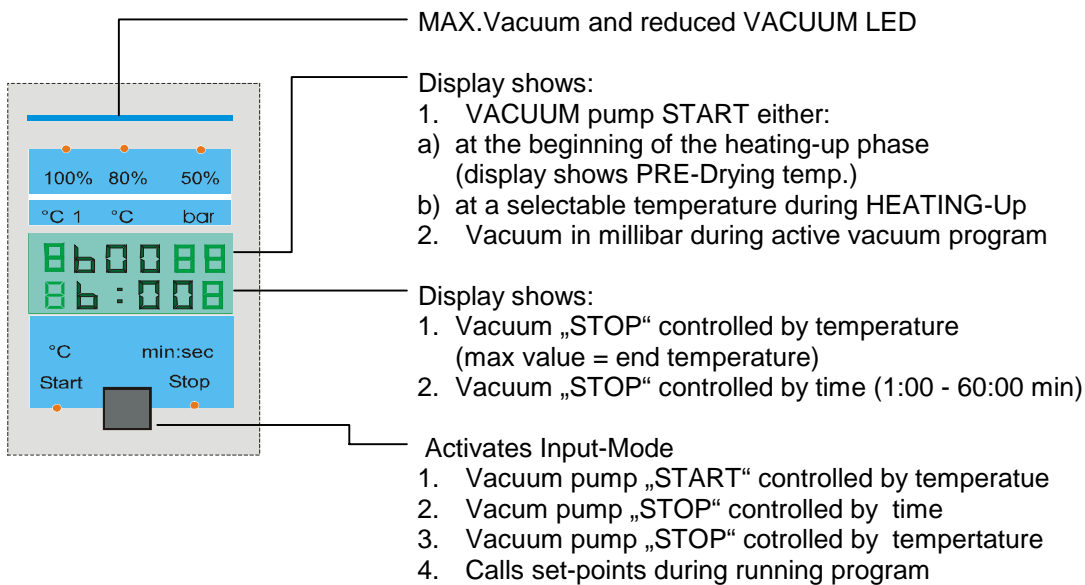 MAX.Vacuum and reduced VACUUM LED
Display shows:
1. VACUUM pump START either:
a) at the beginning of the heating-up phase
(display shows PRE-Drying temp.)
b) at a selectable temperature during HEATING-Up
2. Vacuum in millibar during active vacuum program
100% 80% 50%
°C 1 °C bar
8b0088
8b:008
°C min:sec
Start Stop
Display shows:
1. Vacuum „STOP“ controlled by temperature
(max value = end temperature)
2. Vacuum „STOP“ controlled by time (1:00 - 60:00 min)
Activates Input-Mode
1. Vacuum pump „START“ controlled by temperatue
2. Vacum pump „STOP“ controlled by time
3. Vacuum pump „STOP“ cotrolled by tempertature
4. Calls set-points during running program